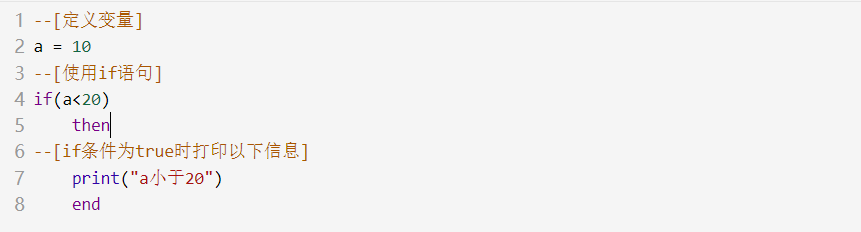 1 --[定义变量]
2 a = 10
3 --[使用if语句]
4 if(a<20)
5     then
6 --[if条件为true时打印以下信息]
7     print("a小于20")
8     end